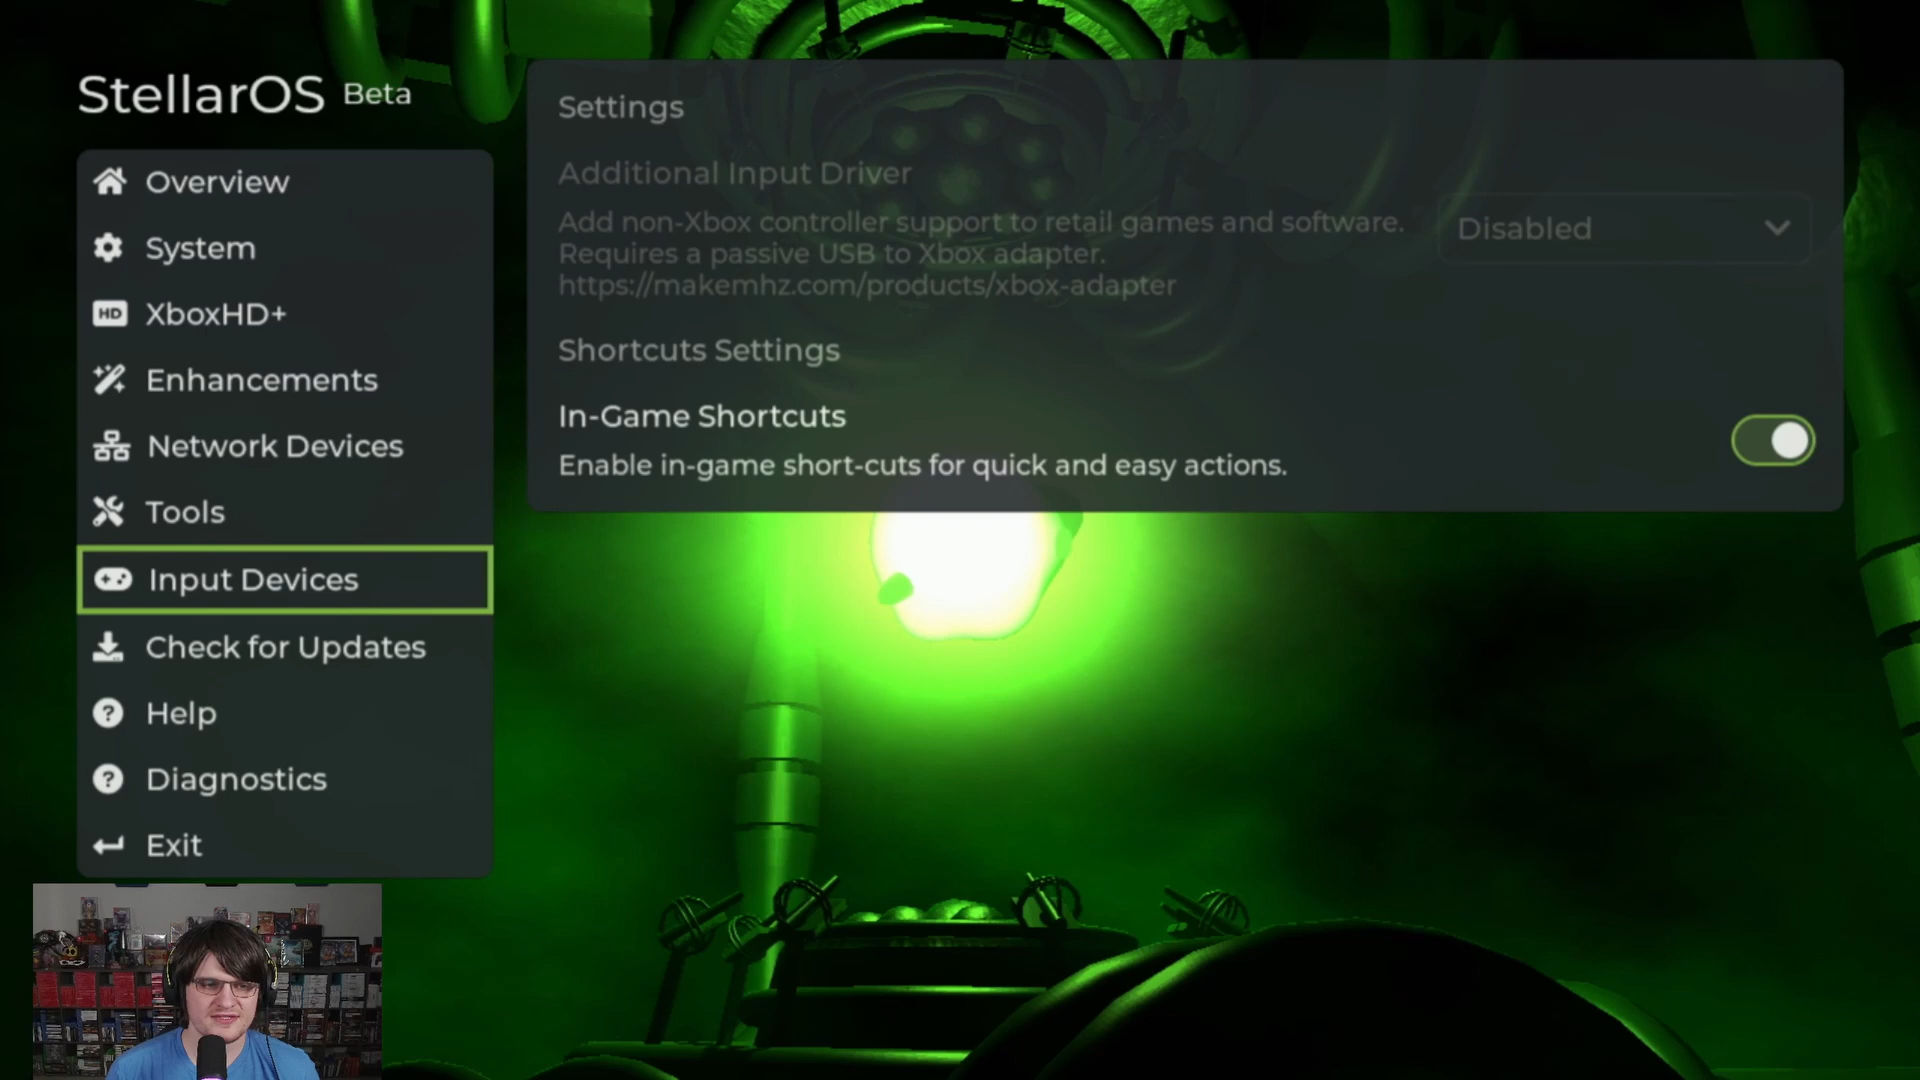 StellarOS Beta
Overview
System
HD XboxHD+
Enhancements
Network Devices
Tools
Input Devices
Check for Updates
Help
Diagnostics
Exit
Settings
Additional Input Driver
Add non-Xbox controller support to retail games and software.
Requires a passive USB to Xbox adapter.
https://makemhz.com/products/xbox-adapter
Disabled
Shortcuts Settings
In-Game Shortcuts
Enable in-game short-cuts for quick and easy actions.